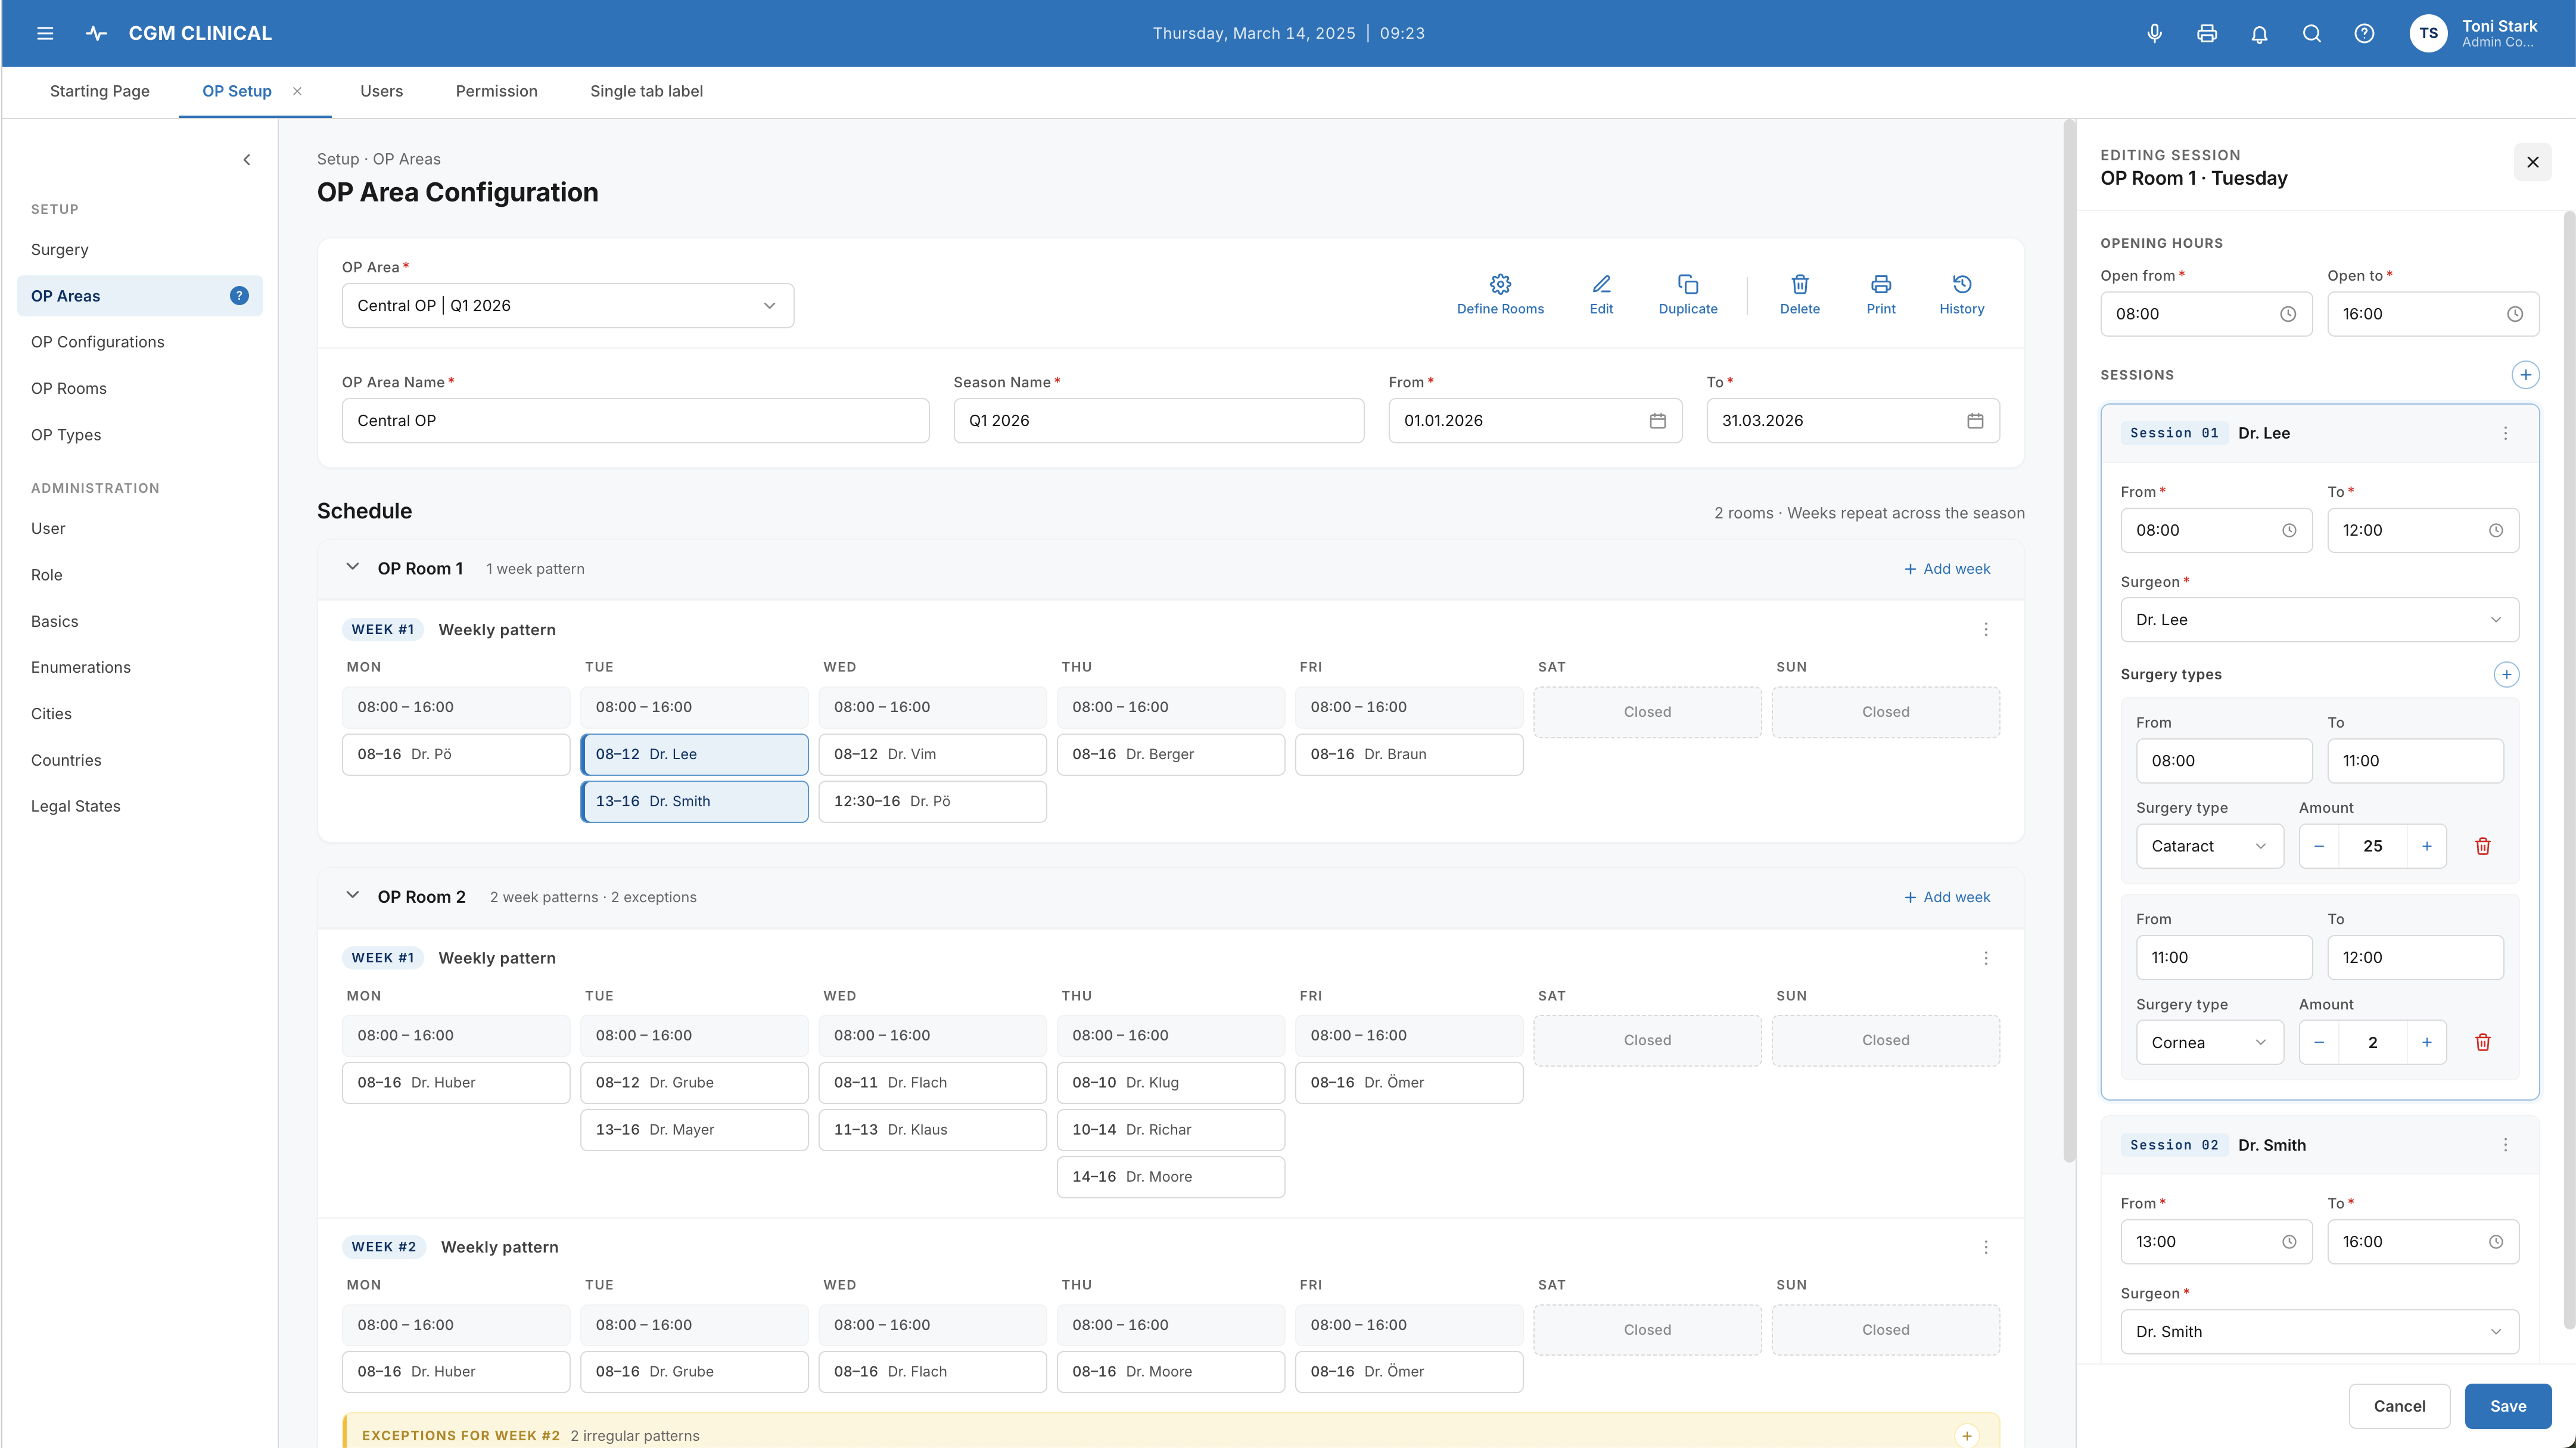 CGM CLINICAL
Thursday, March 14, 2025 | 09:23
TS
Toni Stark
Admin Co...
Starting Page
OP Setup
Users
Permission
Single tab label
SETUP
Surgery
OP Areas
?
OP Configurations
OP Rooms
OP Types
ADMINISTRATION
User
Role
Basics
Enumerations
Cities
Countries
Legal States
Setup · OP Areas
OP Area Configuration
OP Area *
Central OP | Q1 2026
Define Rooms
Edit
Duplicate
Delete
Print
History
OP Area Name *
Season Name *
From *
To *
Central OP
Q1 2026
01.01.2026
31.03.2026
Schedule
2 rooms · Weeks repeat across the season
OP Room 1 1 week pattern
+ Add week
WEEK #1 Weekly pattern
MON TUE WED THU FRI SAT SUN
08:00 – 16:00 08:00 – 16:00 08:00 – 16:00 08:00 – 16:00 08:00 – 16:00 Closed Closed
08–16 Dr. Pö 08–12 Dr. Lee 08–12 Dr. Vim 08–16 Dr. Berger 08–16 Dr. Braun
13–16 Dr. Smith 12:30–16 Dr. Pö
OP Room 2 2 week patterns · 2 exceptions
+ Add week
WEEK #1 Weekly pattern
MON TUE WED THU FRI SAT SUN
08:00 – 16:00 08:00 – 16:00 08:00 – 16:00 08:00 – 16:00 08:00 – 16:00 Closed Closed
08–16 Dr. Huber 08–12 Dr. Grube 08–11 Dr. Flach 08–10 Dr. Klug 08–16 Dr. Ömer
13–16 Dr. Mayer 11–13 Dr. Klaus 10–14 Dr. Richar
14–16 Dr. Moore
WEEK #2 Weekly pattern
MON TUE WED THU FRI SAT SUN
08:00 – 16:00 08:00 – 16:00 08:00 – 16:00 08:00 – 16:00 08:00 – 16:00 Closed Closed
08–16 Dr. Huber 08–16 Dr. Grube 08–16 Dr. Flach 08–16 Dr. Moore 08–16 Dr. Ömer
EXCEPTIONS FOR WEEK #2 2 irregular patterns
EDITING SESSION
OP Room 1 · Tuesday
OPENING HOURS
Open from * Open to *
08:00 16:00
SESSIONS
Session 01 Dr. Lee
From * To *
08:00 12:00
Surgeon *
Dr. Lee
Surgery types
From To
08:00 11:00
Surgery type Amount
Cataract − 25 +
From To
11:00 12:00
Surgery type Amount
Cornea − 2 +
Session 02 Dr. Smith
From * To *
13:00 16:00
Surgeon *
Dr. Smith
Cancel
Save